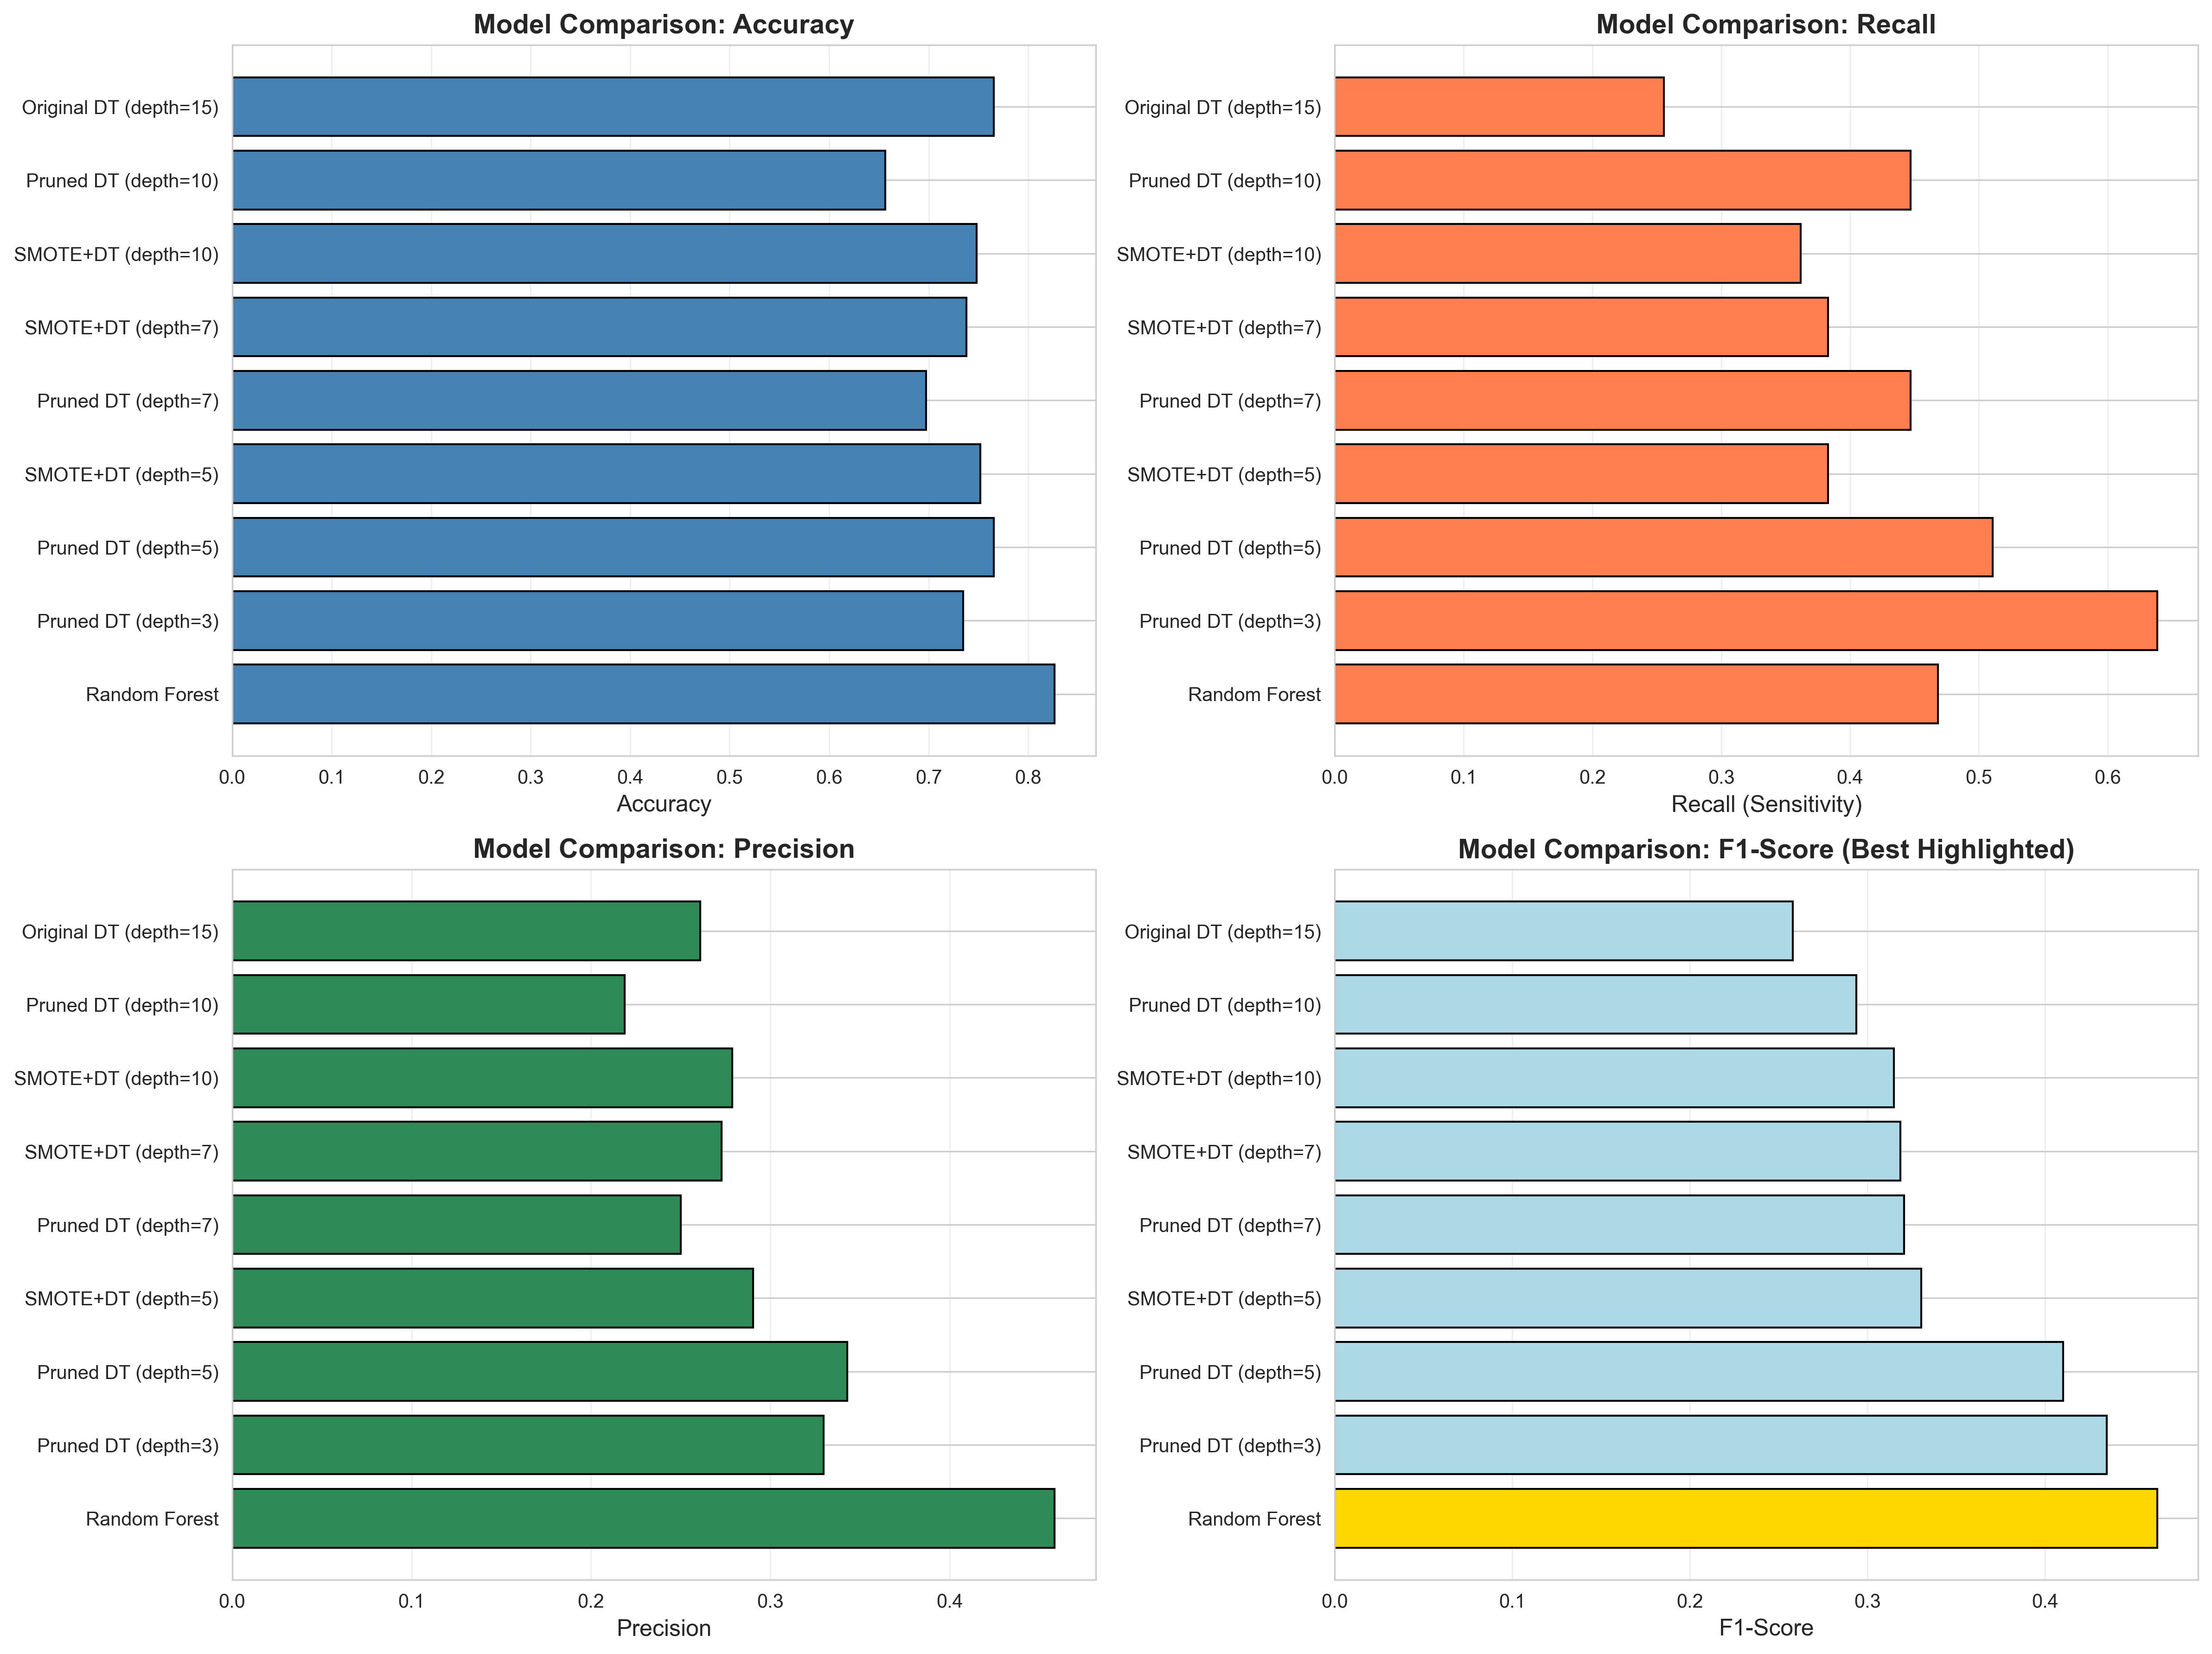 Model Comparison: Accuracy
Original DT (depth=15)
Pruned DT (depth=10)
SMOTE+DT (depth=10)
SMOTE+DT (depth=7)
Pruned DT (depth=7)
SMOTE+DT (depth=5)
Pruned DT (depth=5)
Pruned DT (depth=3)
Random Forest
0.0 0.1 0.2 0.3 0.4 0.5 0.6 0.7 0.8
Accuracy
Model Comparison: Recall
Original DT (depth=15)
Pruned DT (depth=10)
SMOTE+DT (depth=10)
SMOTE+DT (depth=7)
Pruned DT (depth=7)
SMOTE+DT (depth=5)
Pruned DT (depth=5)
Pruned DT (depth=3)
Random Forest
0.0 0.1 0.2 0.3 0.4 0.5 0.6
Recall (Sensitivity)
Model Comparison: Precision
Original DT (depth=15)
Pruned DT (depth=10)
SMOTE+DT (depth=10)
SMOTE+DT (depth=7)
Pruned DT (depth=7)
SMOTE+DT (depth=5)
Pruned DT (depth=5)
Pruned DT (depth=3)
Random Forest
0.0 0.1 0.2 0.3 0.4
Precision
Model Comparison: F1-Score (Best Highlighted)
Original DT (depth=15)
Pruned DT (depth=10)
SMOTE+DT (depth=10)
SMOTE+DT (depth=7)
Pruned DT (depth=7)
SMOTE+DT (depth=5)
Pruned DT (depth=5)
Pruned DT (depth=3)
Random Forest
0.0 0.1 0.2 0.3 0.4
F1-Score